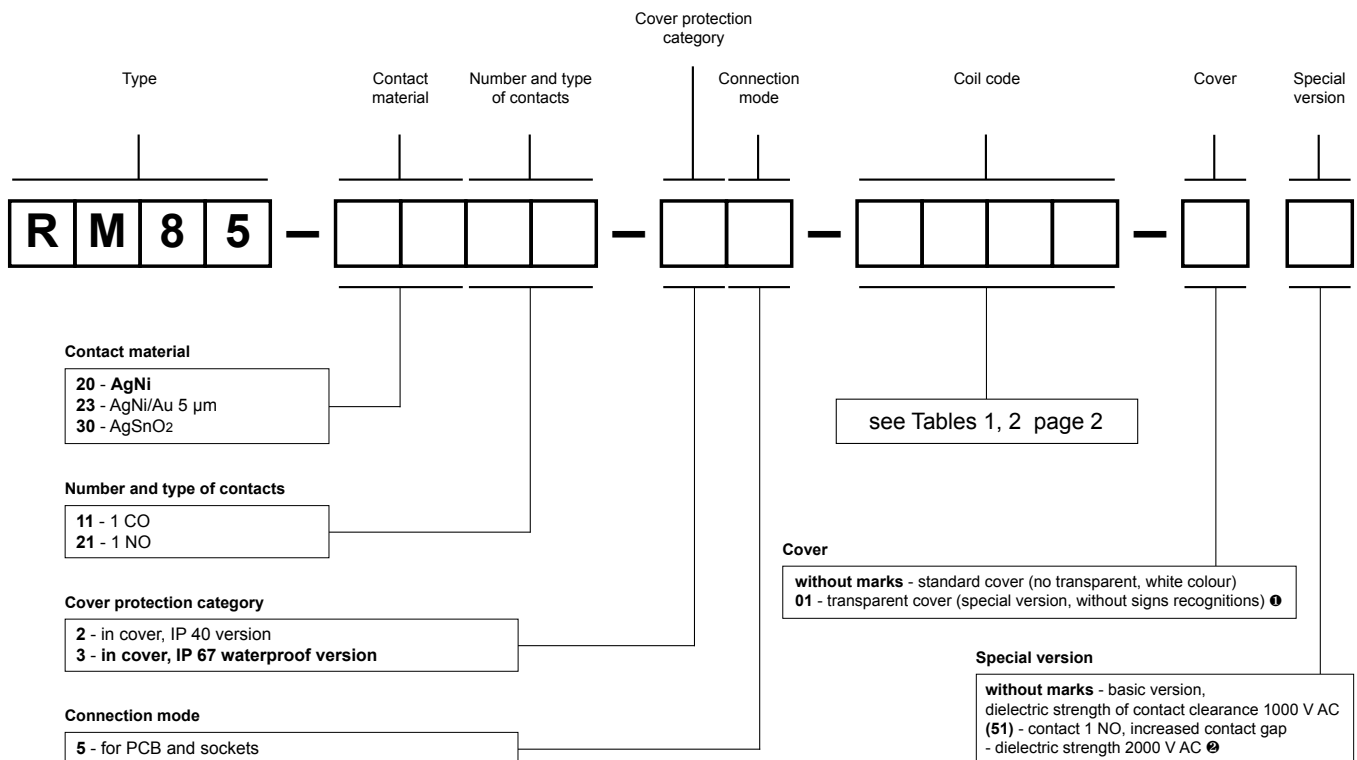 Cover protection
category
Type
Contact
material
Number and type
of contacts
Connection
mode
Coil code
Cover
Special
version
R M 8 5 – – – –
Contact material
20 - AgNi
23 - AgNi/Au 5 µm
30 - AgSnO2
see Tables 1, 2 page 2
Number and type of contacts
11 - 1 CO
21 - 1 NO
Cover
without marks - standard cover (no transparent, white colour)
01 - transparent cover (special version, without signs recognitions) ❶
Cover protection category
2 - in cover, IP 40 version
3 - in cover, IP 67 waterproof version
Special version
without marks - basic version,
dielectric strength of contact clearance 1000 V AC
(51) - contact 1 NO, increased contact gap
- dielectric strength 2000 V AC ❷
Connection mode
5 - for PCB and sockets